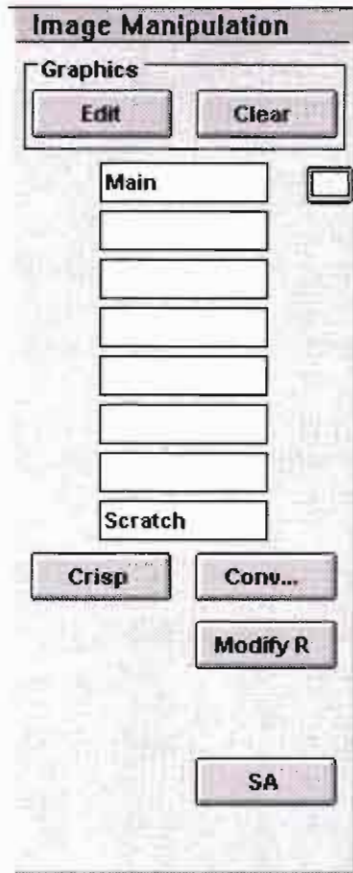 Image Manipulation
Graphics
Edit Clear
Main
Scratch
Crisp Conv...
Modify R
SA